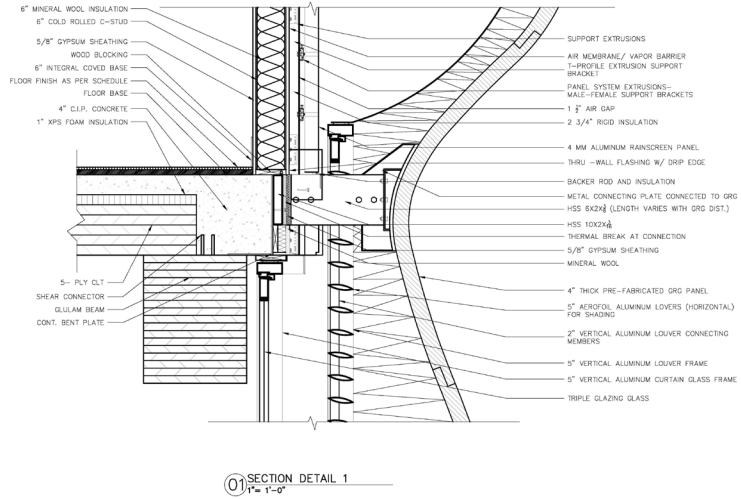 6" MINERAL WOOL INSULATION
6" COLD ROLLED C-STUD
5/8" GYPSUM SHEATHING
WOOD BLOCKING
6" INTEGRAL COVED BASE
FLOOR FINISH AS PER SCHEDULE
FLOOR BASE
4" C.I.P. CONCRETE
1" XPS FOAM INSULATION
5- PLY CLT
SHEAR CONNECTOR
GLULAM BEAM
CONT. BENT PLATE
SUPPORT EXTRUSIONS
AIR MEMBRANE/ VAPOR BARRIER
T-PROFILE EXTRUSION SUPPORT
BRACKET
PANEL SYSTEM EXTRUSIONS-
MALE-FEMALE SUPPORT BRACKETS
1 ½" AIR GAP
2 3/4" RIGID INSULATION
4 MM ALUMINUM RAINSCREEN PANEL
THRU -WALL FLASHING W/ DRIP EDGE
BACKER ROD AND INSULATION
METAL CONNECTING PLATE CONNECTED TO GRG
HSS (LENGTH VARIES WITH GRG DIST.)
HSS
THERMAL BREAK AT CONNECTION
5/8" GYPSUM SHEATHING
MINERAL WOOL
4" THICK PRE-FABRICATED GRG PANEL
5" AEROFOIL ALUMINUM LOVERS (HORIZONTAL)
FOR SHADING
2" VERTICAL ALUMINUM LOUVER CONNECTING
MEMBERS
5" VERTICAL ALUMINUM LOUVER FRAME
5" VERTICAL ALUMINUM CURTAIN GLASS FRAME
TRIPLE GLAZING GLASS
01 SECTION DETAIL 1
1"= 1'-0"